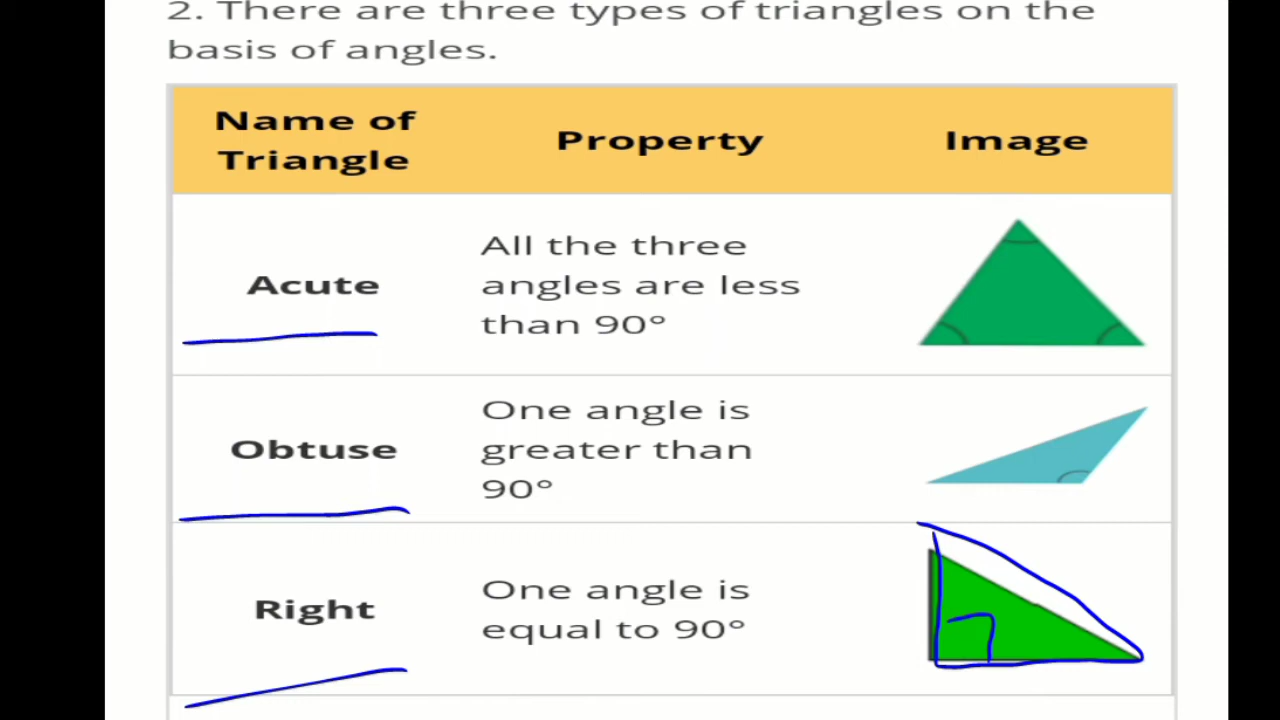 2. There are three types of triangles on the
basis of angles.
Name of
Triangle
Property
Image
Acute
All the three
angles are less
than 90°
Obtuse
One angle is
greater than
90°
Right
One angle is
equal to 90°